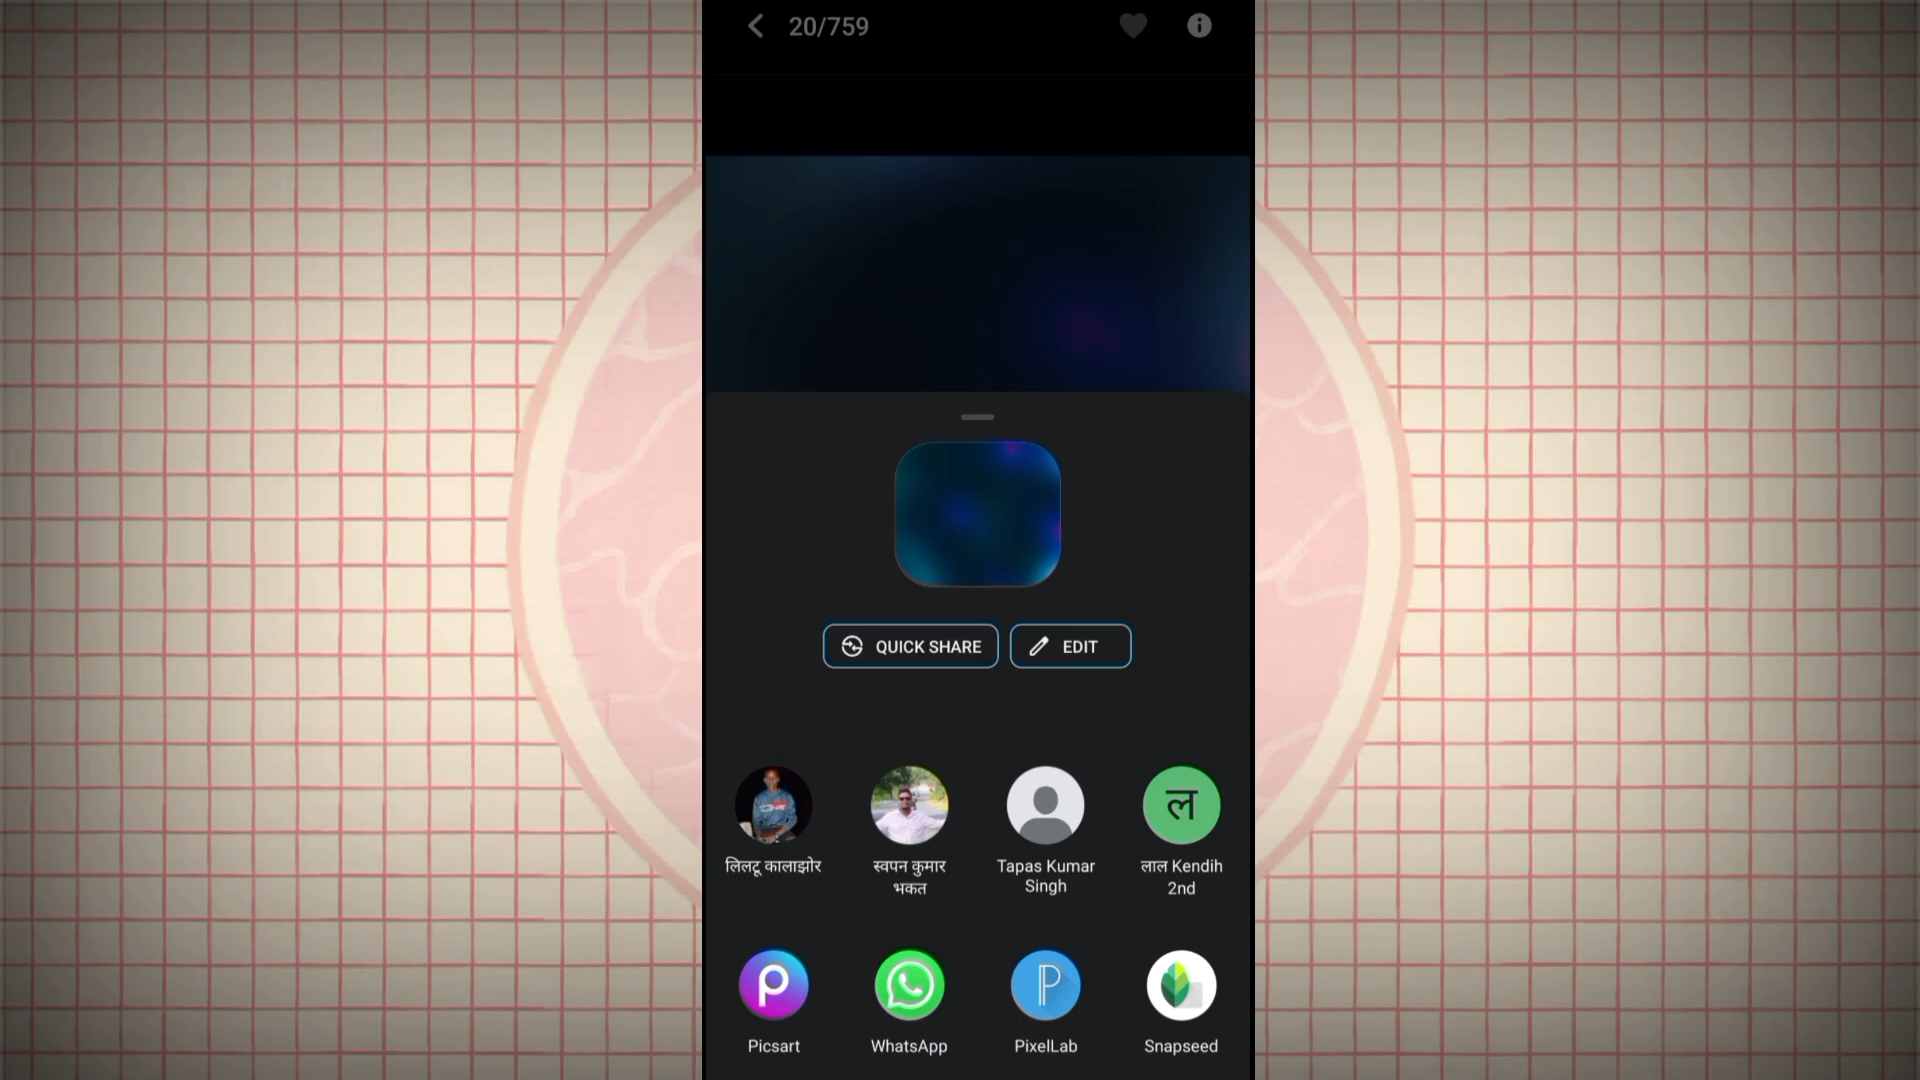 20/759
QUICK SHARE
EDIT
ल
लिलटू कालाझोर
स्वपन कुमार
भकत
Tapas Kumar
Singh
लाल Kendih
2nd
Picsart
WhatsApp
PixelLab
Snapseed